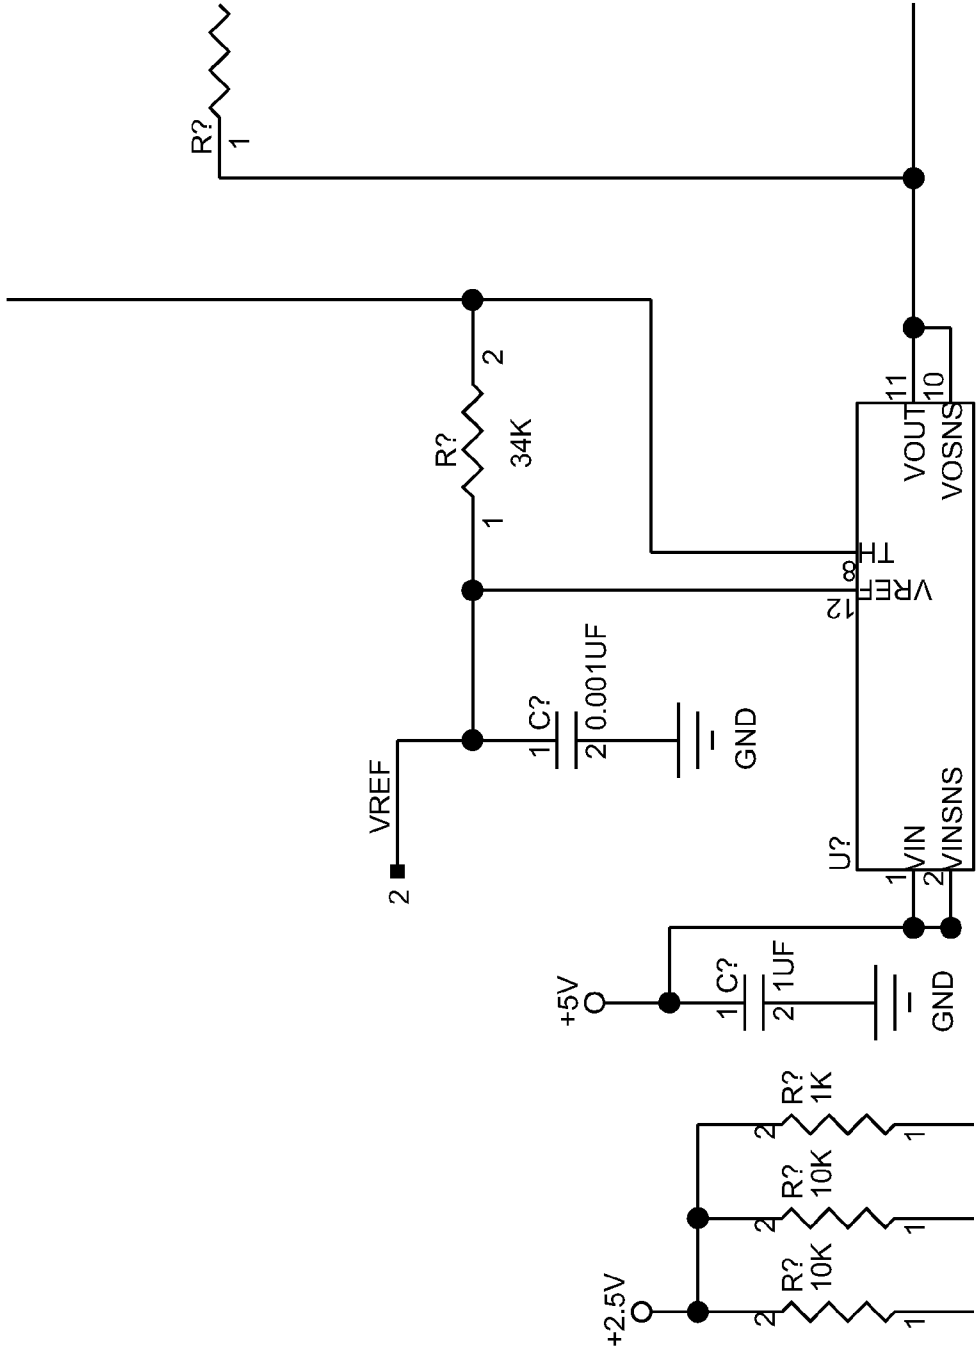 R?
1
2
R?
34K
1
11
10
VOUT
VOSNS
TH
8
VREF
12
C?
1
2
0.001UF
GND
VREF
2
U?
VIN
VINSNS
1
2
+5V
C?
1
2
1UF
GND
R?
1K
2
1
R?
10K
2
1
R?
10K
2
1
+2.5V